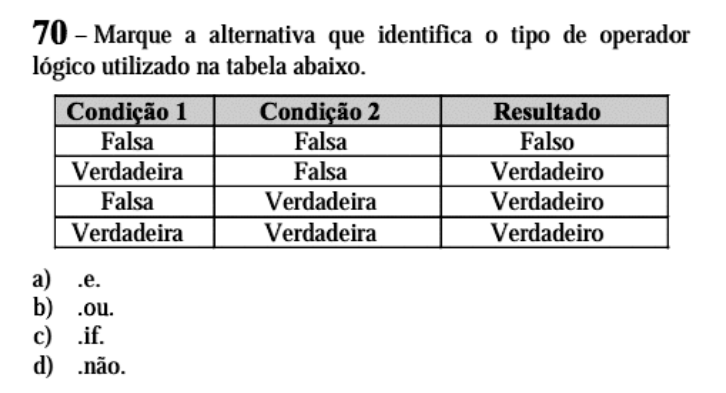 70 – Marque a alternativa que identifica o tipo de operador
lógico utilizado na tabela abaixo.
Condição 1 Condição 2 Resultado
Falsa Falsa Falso
Verdadeira Falsa Verdadeiro
Falsa Verdadeira Verdadeiro
Verdadeira Verdadeira Verdadeiro
a) .e.
b) .ou.
c) .if.
d) .não.